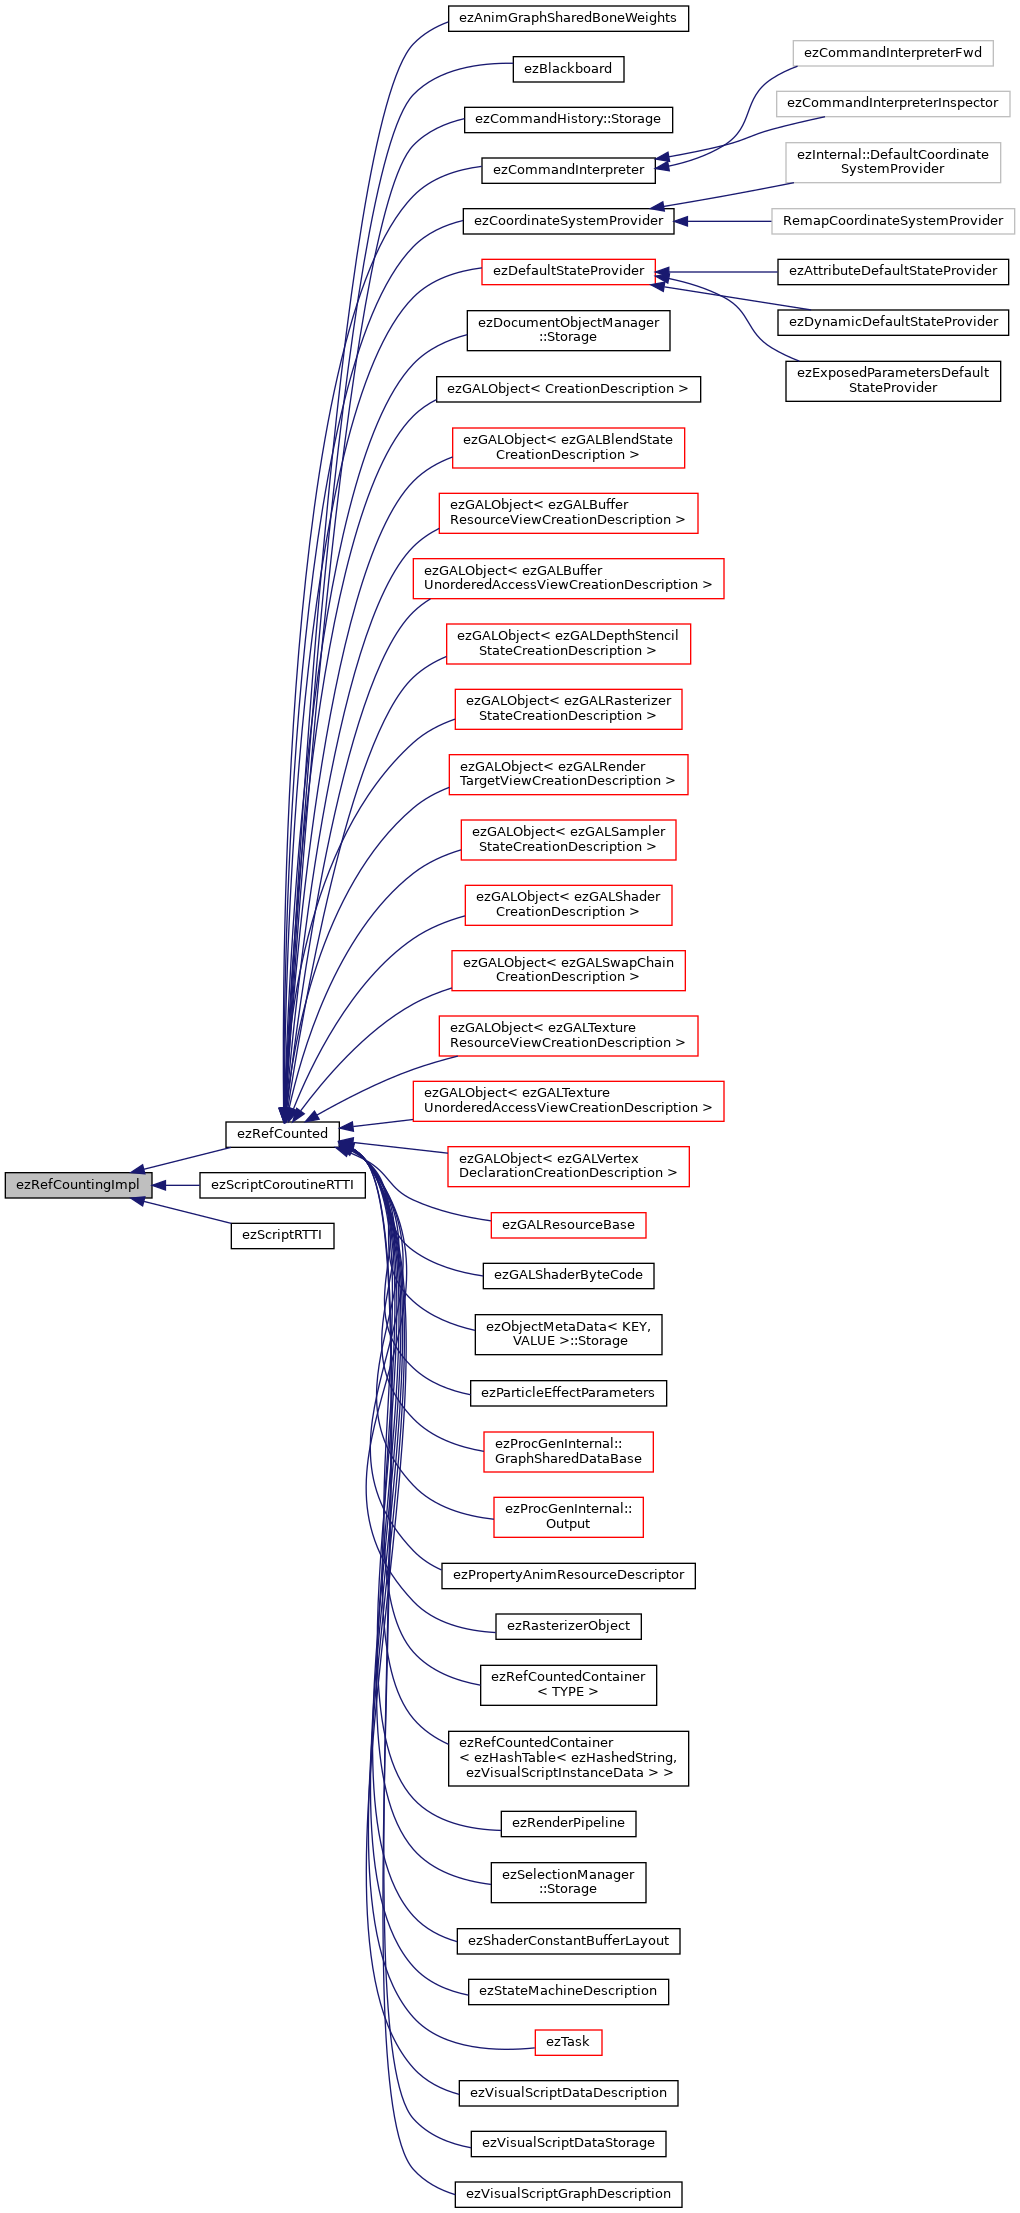 ezAnimGraphSharedBoneWeights
ezBlackboard
ezCommandHistory::Storage
ezCommandInterpreter
ezCoordinateSystemProvider
ezDefaultStateProvider
ezDocumentObjectManager
::Storage
ezGALObject< CreationDescription >
ezGALObject< ezGALBlendState
CreationDescription >
ezGALObject< ezGALBuffer
ResourceViewCreationDescription >
ezGALObject< ezGALBuffer
UnorderedAccessViewCreationDescription >
ezGALObject< ezGALDepthStencil
StateCreationDescription >
ezGALObject< ezGALRasterizer
StateCreationDescription >
ezGALObject< ezGALRender
TargetViewCreationDescription >
ezGALObject< ezGALSampler
StateCreationDescription >
ezGALObject< ezGALShader
CreationDescription >
ezGALObject< ezGALSwapChain
CreationDescription >
ezGALObject< ezGALTexture
ResourceViewCreationDescription >
ezGALObject< ezGALTexture
UnorderedAccessViewCreationDescription >
ezGALObject< ezGALVertex
DeclarationCreationDescription >
ezGALResourceBase
ezGALShaderByteCode
ezObjectMetaData< KEY,
VALUE >::Storage
ezParticleEffectParameters
ezProcGenInternal::
GraphSharedDataBase
ezProcGenInternal::
Output
ezPropertyAnimResourceDescriptor
ezRasterizerObject
ezRefCountedContainer
< TYPE >
ezRefCountedContainer
< ezHashTable< ezHashedString,
ezVisualScriptInstanceData > >
ezRenderPipeline
ezSelectionManager
::Storage
ezShaderConstantBufferLayout
ezStateMachineDescription
ezTask
ezVisualScriptDataDescription
ezVisualScriptDataStorage
ezVisualScriptGraphDescription
ezCommandInterpreterFwd
ezCommandInterpreterInspector
ezInternal::DefaultCoordinate
SystemProvider
RemapCoordinateSystemProvider
ezAttributeDefaultStateProvider
ezDynamicDefaultStateProvider
ezExposedParametersDefault
StateProvider
ezRefCounted
ezRefCountingImpl
ezScriptCoroutineRTTI
ezScriptRTTI